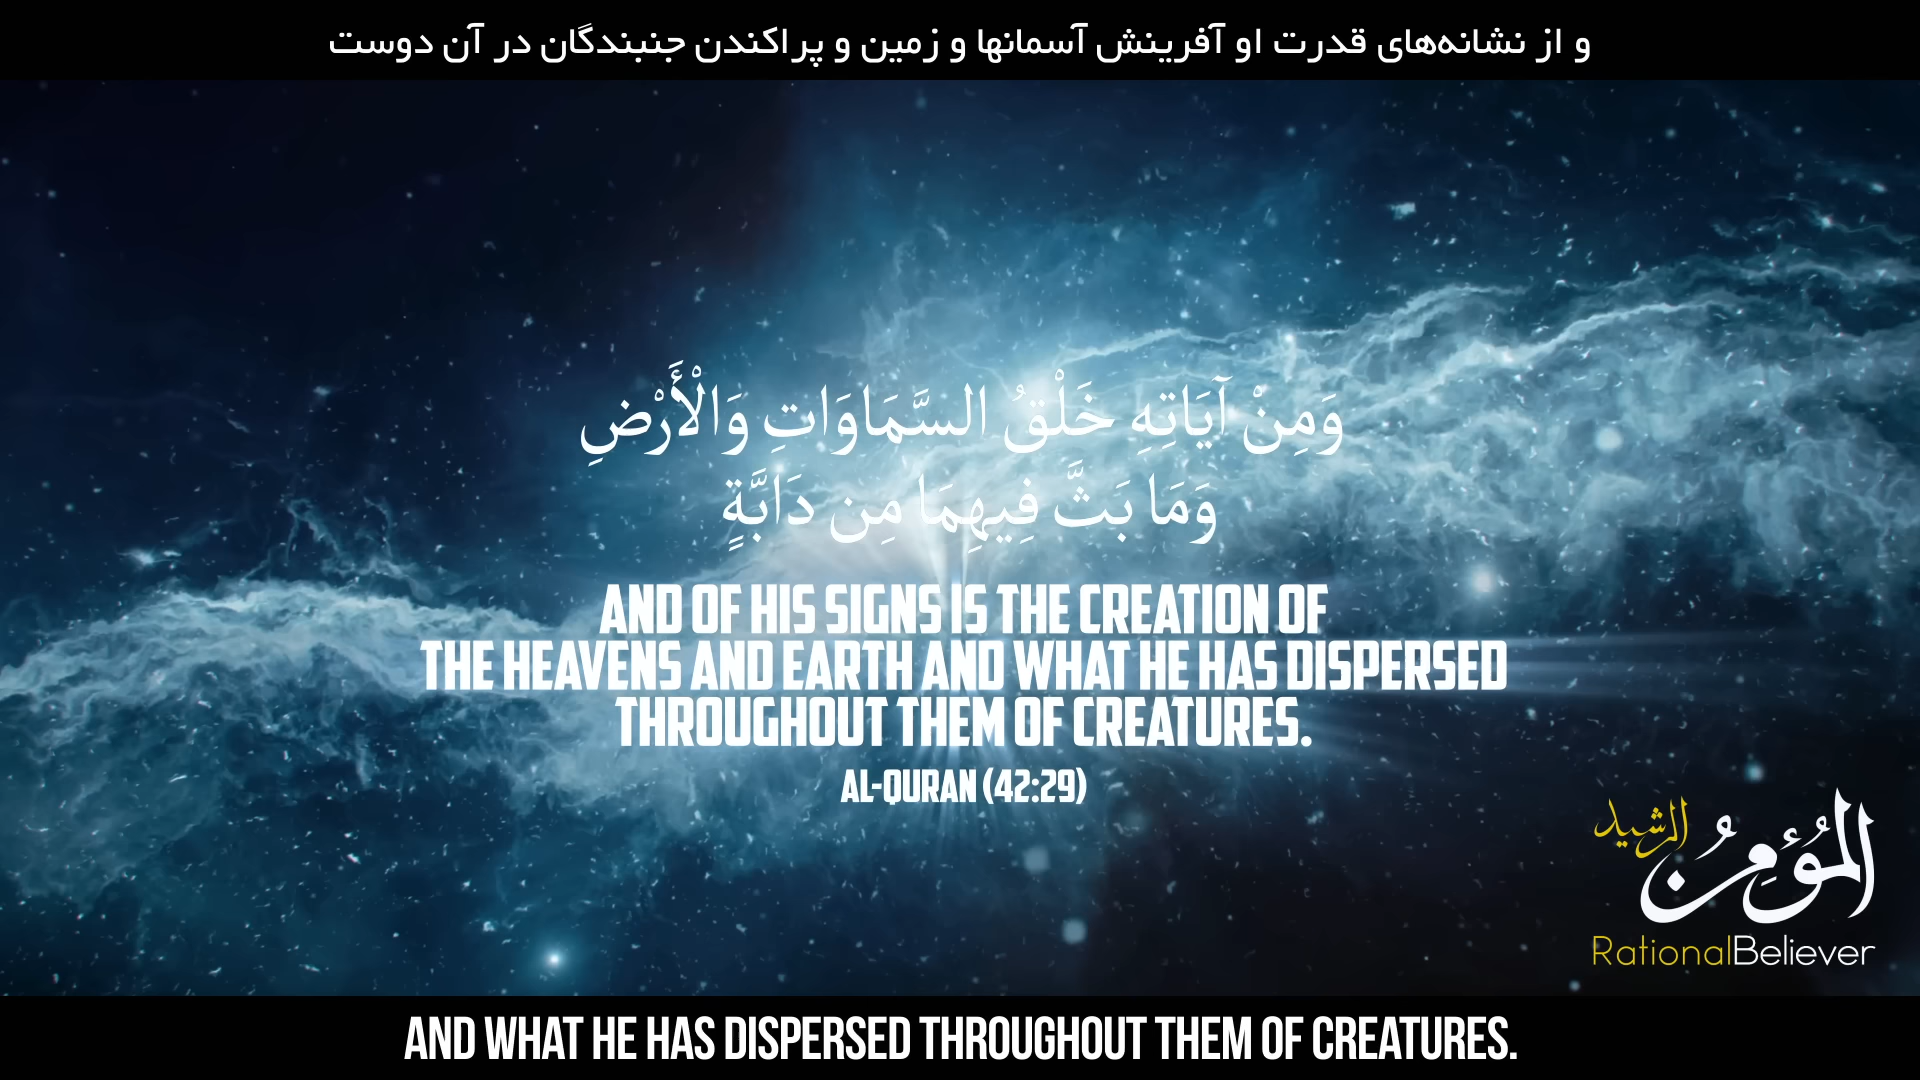 و از نشانه‌های قدرت او آفرینش آسمانها و زمین و پراکندن جنبندگان در آن دوست
وَمِنْ آيَاتِهِ خَلْقُ السَّمَاوَاتِ وَالْأَرْضِ
وَمَا بَثَّ فِيهِمَا مِن دَابَّةٍ
AND OF HIS SIGNS IS THE CREATION OF
THE HEAVENS AND EARTH AND WHAT HE HAS DISPERSED
THROUGHOUT THEM OF CREATURES.
AL-QURAN (42:29)
المُؤمِنُ الرشيد
RationalBeliever
AND WHAT HE HAS DISPERSED THROUGHOUT THEM OF CREATURES.